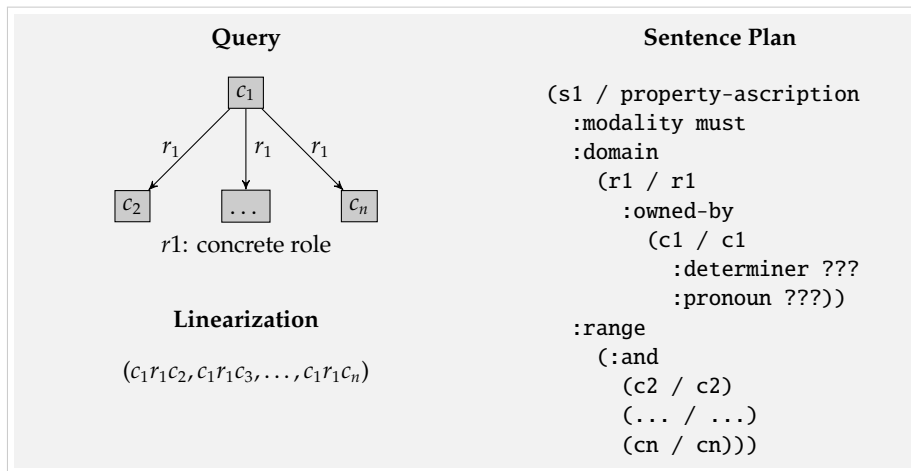 Query
c₁
r₁ r₁ r₁
c₂ ... cₙ
r1: concrete role
Linearization
(c₁r₁c₂, c₁r₁c₃, ..., c₁r₁cₙ)
Sentence Plan
(s1 / property-ascription
:modality must
:domain
(r1 / r1
:owned-by
(c1 / c1
:determiner ???
:pronoun ???))
:range
(:and
(c2 / c2)
(... / ...)
(cn / cn)))